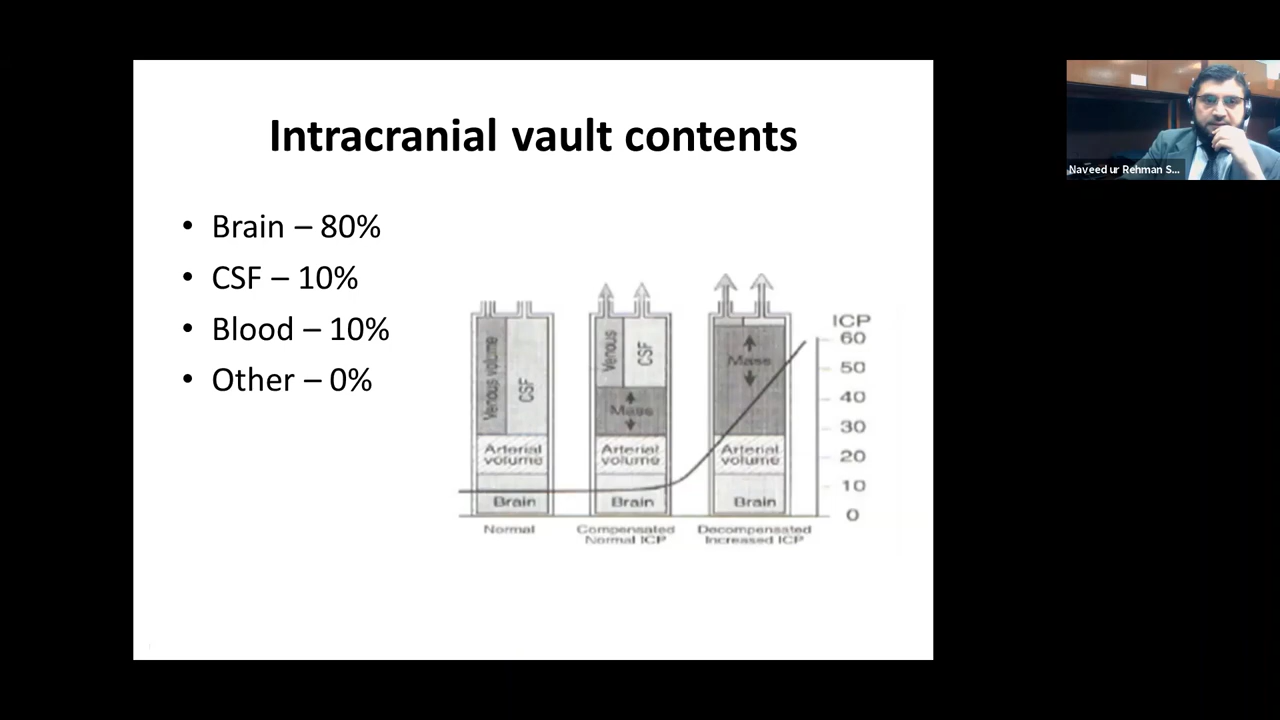 Intracranial vault contents
• Brain – 80%
• CSF – 10%
• Blood – 10%
• Other – 0%
Venous volume
CSF
Arterial
volume
Brain
Normal
Venous
CSF
Mass
Arterial
volume
Brain
Compensated
Normal ICP
Mass
Arterial
volume
Brain
Decompensated
Increased ICP
ICP
60
50
40
30
20
10
0
Naveed ur Rehman S...